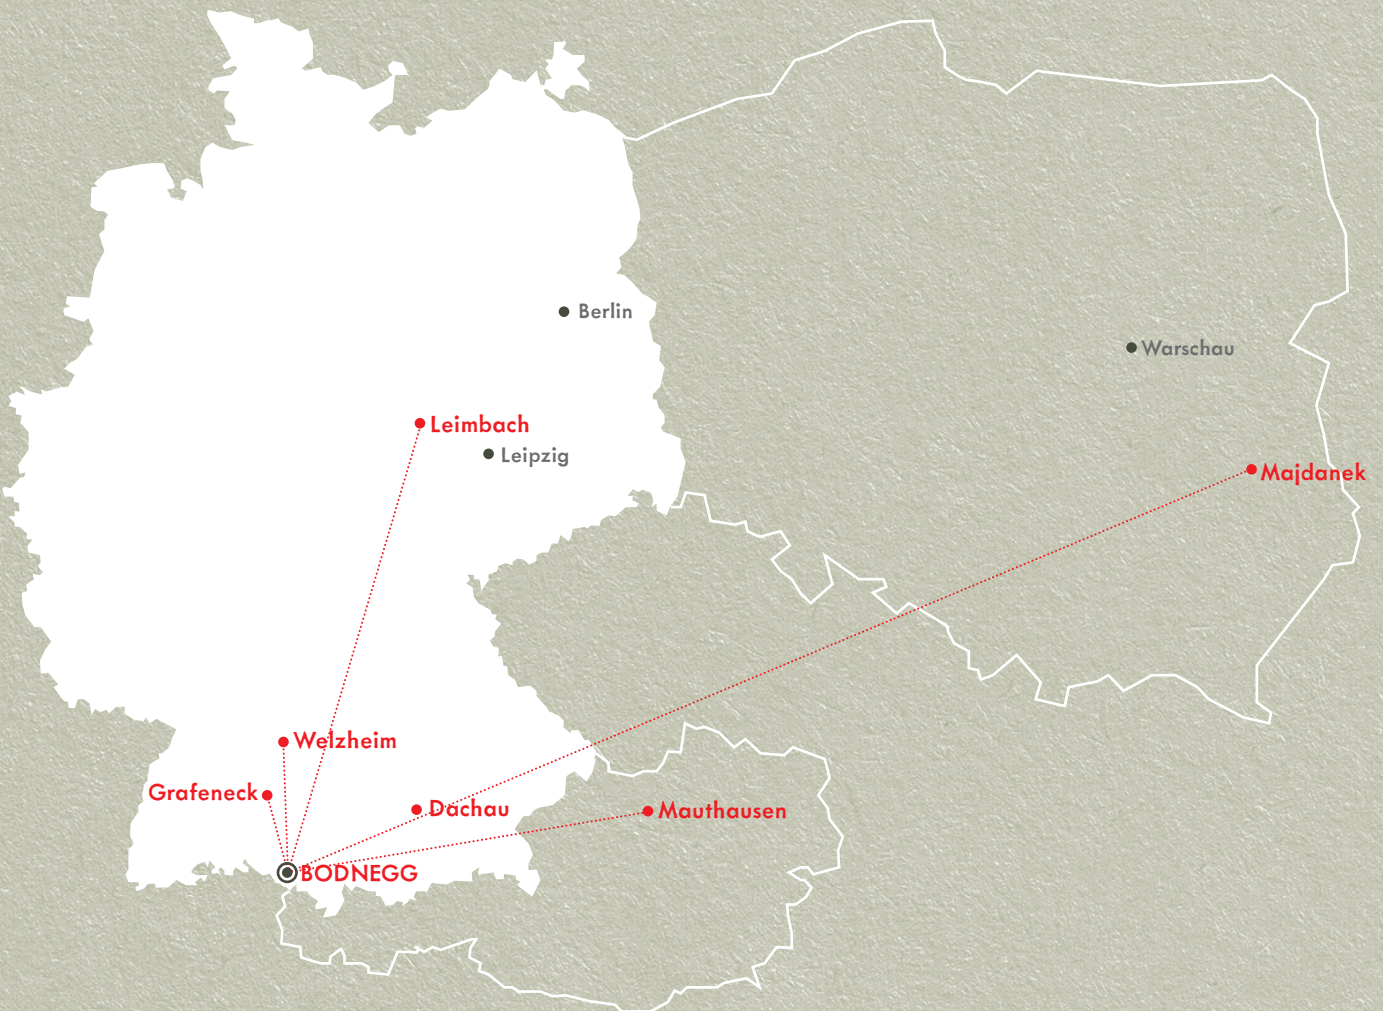 Berlin
Warschau
Leimbach
Leipzig
Majdanek
Welzheim
Grafeneck
Dachau
Mauthausen
BODNEGG